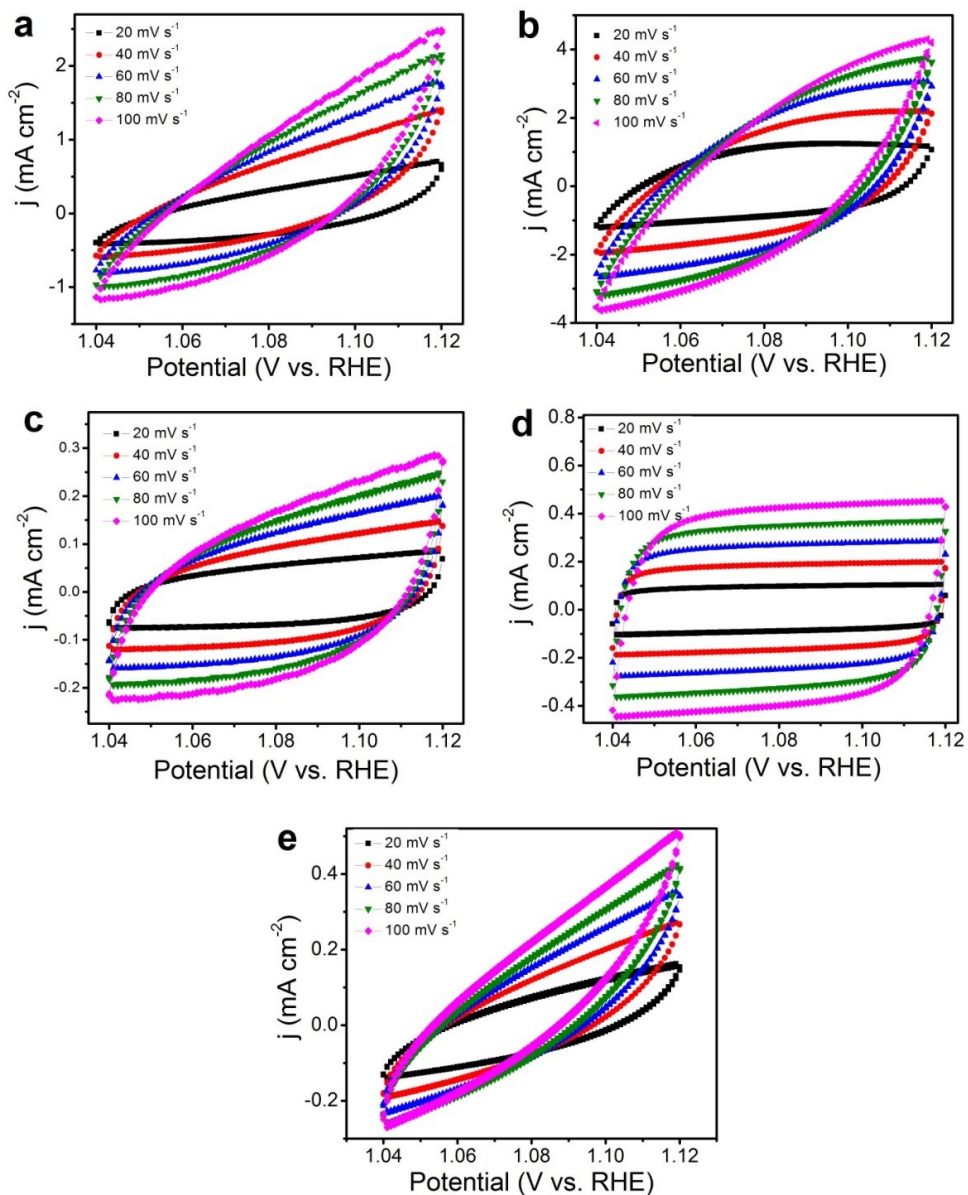 a
20 mV s⁻¹
40 mV s⁻¹
60 mV s⁻¹
80 mV s⁻¹
100 mV s⁻¹
2
1
0
-1
j (mA cm⁻²)
1.04 1.06 1.08 1.10 1.12
Potential (V vs. RHE)
b
20 mV s⁻¹
40 mV s⁻¹
60 mV s⁻¹
80 mV s⁻¹
100 mV s⁻¹
4
2
0
-2
-4
j (mA cm⁻²)
1.04 1.06 1.08 1.10 1.12
Potential (V vs. RHE)
c
20 mV s⁻¹
40 mV s⁻¹
60 mV s⁻¹
80 mV s⁻¹
100 mV s⁻¹
0.3
0.2
0.1
0.0
-0.1
-0.2
j (mA cm⁻²)
1.04 1.06 1.08 1.10 1.12
Potential (V vs. RHE)
d
20 mV s⁻¹
40 mV s⁻¹
60 mV s⁻¹
80 mV s⁻¹
100 mV s⁻¹
0.8
0.6
0.4
0.2
0.0
-0.2
-0.4
j (mA cm⁻²)
1.04 1.06 1.08 1.10 1.12
Potential (V vs. RHE)
e
20 mV s⁻¹
40 mV s⁻¹
60 mV s⁻¹
80 mV s⁻¹
100 mV s⁻¹
0.4
0.2
0.0
-0.2
j (mA cm⁻²)
1.04 1.06 1.08 1.10 1.12
Potential (V vs. RHE)